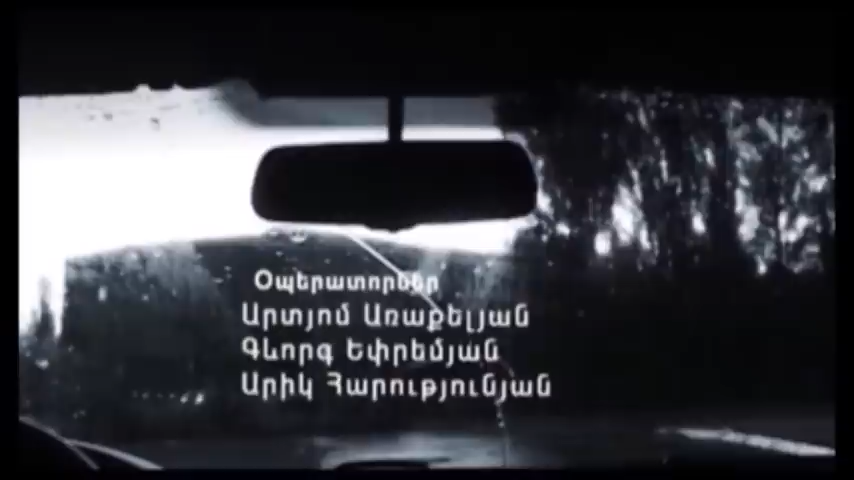 Օպերատորներ
Արտյոմ Առաքելյան
Գևորգ Եփրեմյան
Արիկ Հարությունյան